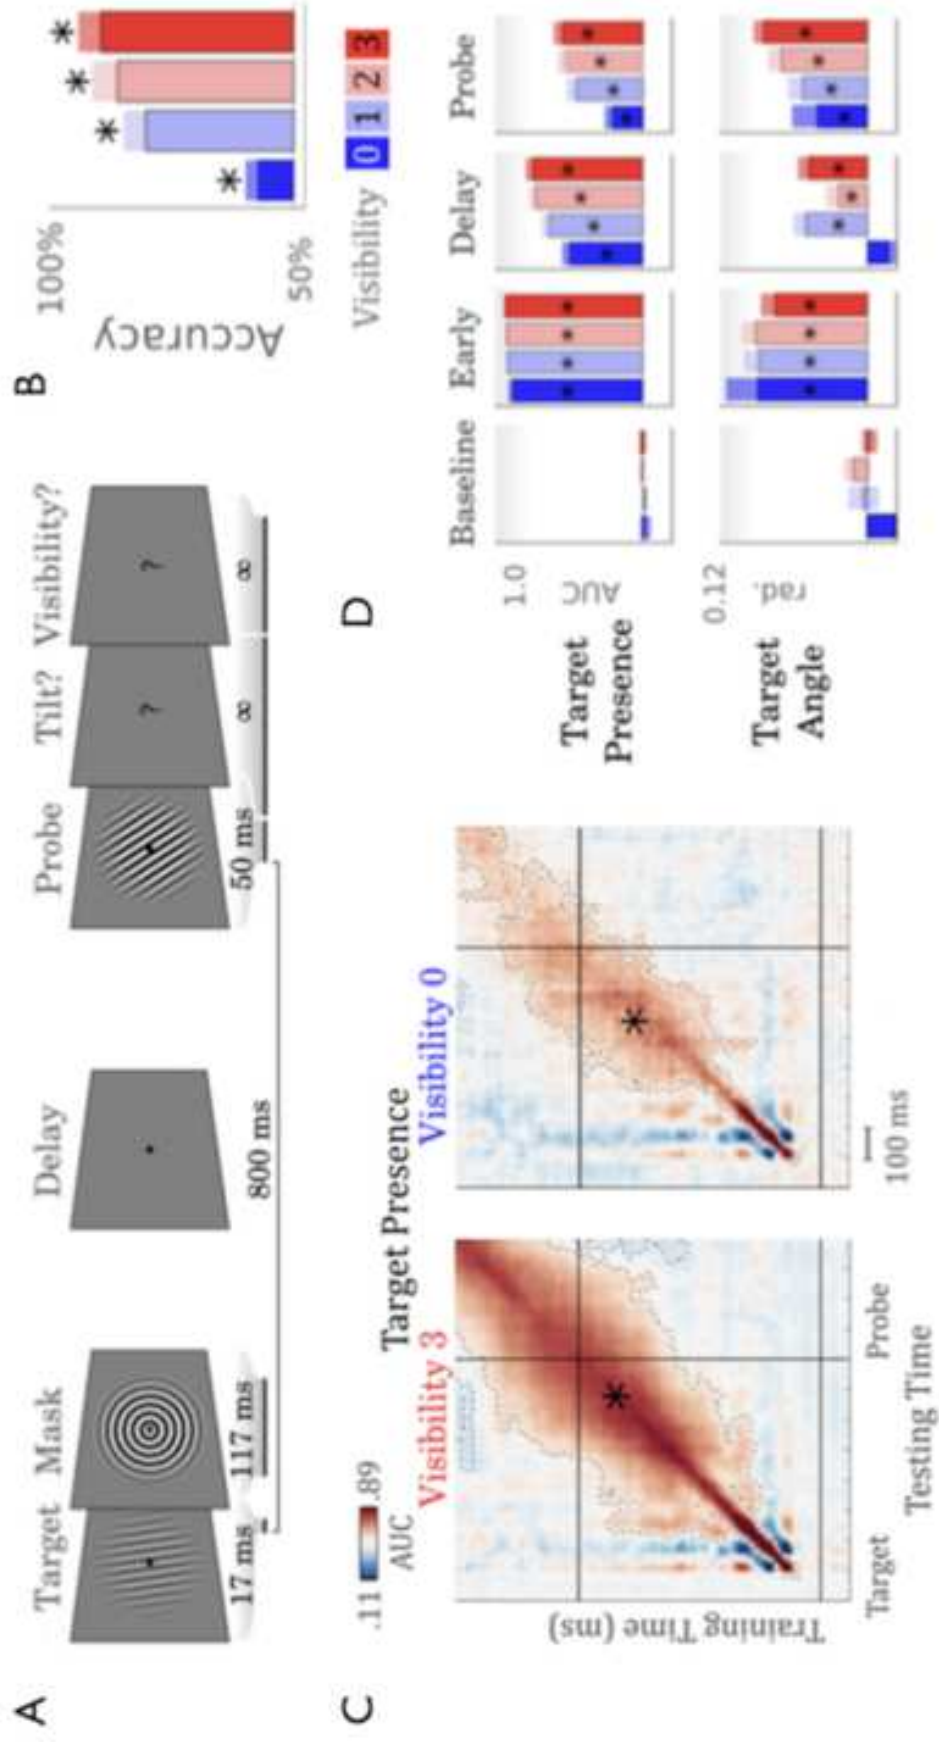 A
Target
Mask
Delay
Probe
Tilt?
Visibility?
?
?
17 ms
117 ms
50 ms
∞
∞
800 ms
B
100%
Accuracy
50%
*
*
*
*
Visibility 0 1 2 3
C
.11 .89
AUC
Target Presence
Visibility 3
Visibility 0
*
*
Training Time (ms)
Target
Probe
Testing Time
100 ms
D
Baseline
Early
Delay
Probe
Target
Presence
1.0
AUC
Target
Angle
0.12
rad.